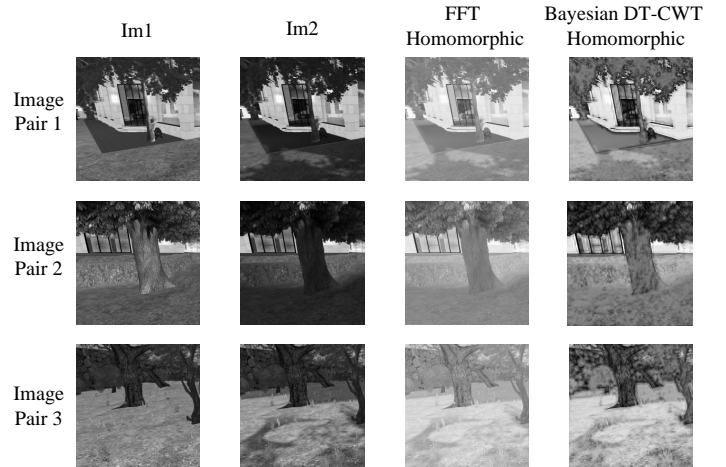 Im1
Im2
FFT
Homomorphic
Bayesian DT-CWT
Homomorphic
Image
Pair 1
Image
Pair 2
Image
Pair 3